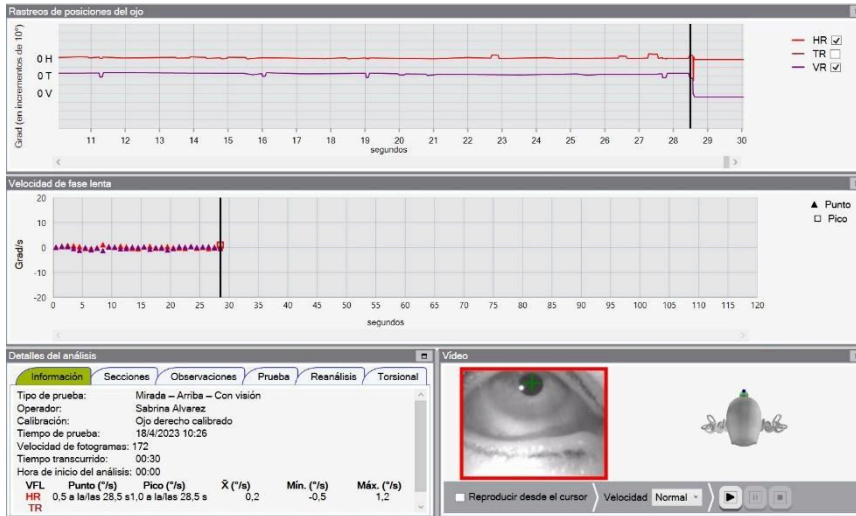 Rastreos de posiciones del ojo
Grad (en incrementos de 10°)
0 H
0 T
0 V
HR
TR
VR
11 12 13 14 15 16 17 18 19 20 21 22 23 24 25 26 27 28 29 30
segundos
Velocidad de fase lenta
Grad/s
20
10
0
-10
-20
Punto
Pico
0 5 10 15 20 25 30 35 40 45 50 55 60 65 70 75 80 85 90 95 100 105 110 115 120
segundos
Detalles del análisis
Información Secciones Observaciones Prueba Reanálisis Torsional
Tipo de prueba: Mirada – Arriba – Con visión
Operador: Sabrina Alvarez
Calibración: Ojo derecho calibrado
Tiempo de prueba: 18/4/2023 10:26
Velocidad de fotogramas: 172
Tiempo transcurrido: 00:30
Hora de inicio del análisis: 00:00
VFL Punto (°/s) Pico (°/s) X̄ (°/s) Mín. (°/s) Máx. (°/s)
HR 0,5 a la/las 28,5 s 1,0 a la/las 28,5 s 0,2 -0,5 1,2
TR
Vídeo
Reproducir desde el cursor Velocidad Normal